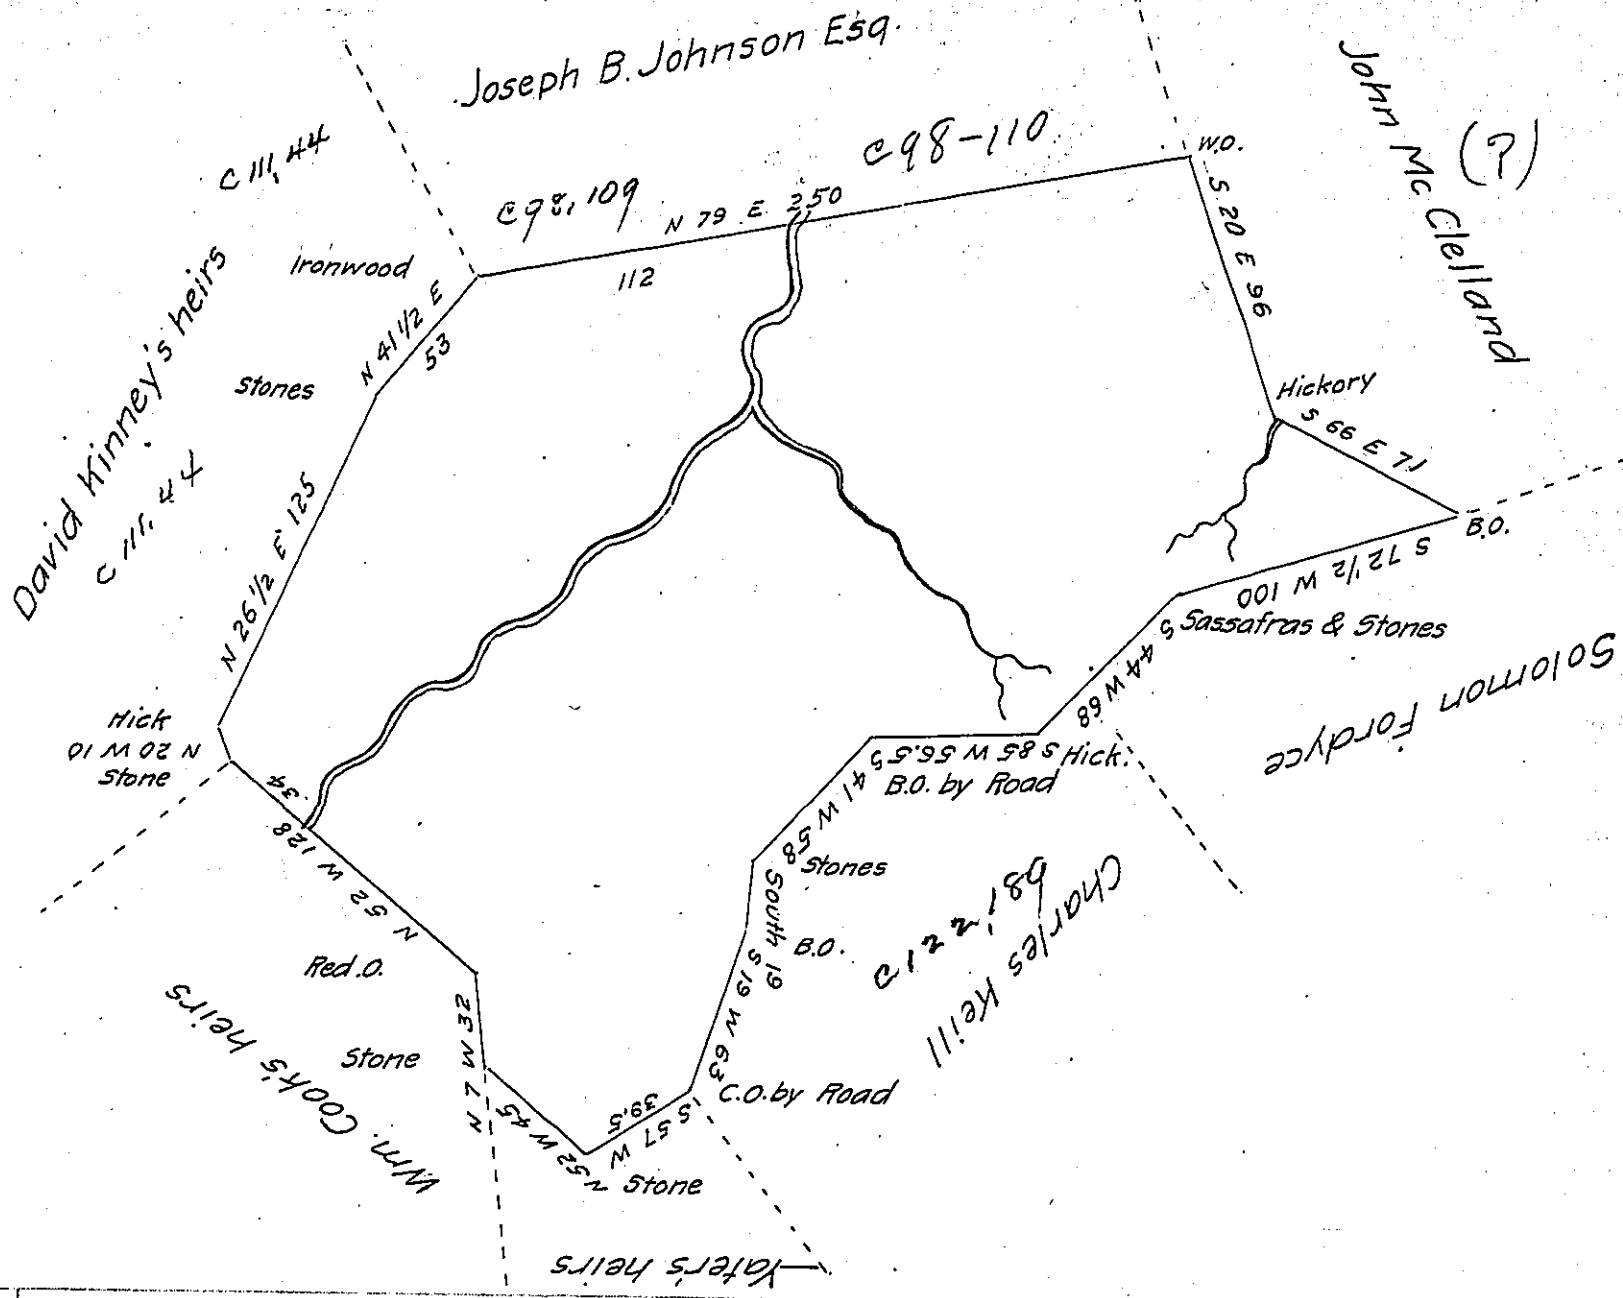 Joseph B. Johnson Esq.
John McClelland
(?)
C 111, 44
C98, 109
C98-110
N 79 E 250
112
W.O.
S 20 E 96
Ironwood
N 41 1/2 E
53
David Kinney's heirs
C 111, 44
Stones
Hickory
S 66 E 71
B.O.
N 26 1/2 E 125
S 72 1/2 W 100
Sassafras & Stones
Solomon Fordyce
S 44 W 68
Hick
N 20 W 10
Stone
34
S 85 W 56.5
Hick.
B.O. by Road
S 41 W 58
Stones
N 52 W 128
South 19
B.O.
C122, 189
Charles Keill
Red.O.
S 19 W 63
Wm. Cook's heirs
N 7 W 32
Stone
C.O. by Road
N 52 W 45
S 57 W
39.5
Stone
Yater's heirs